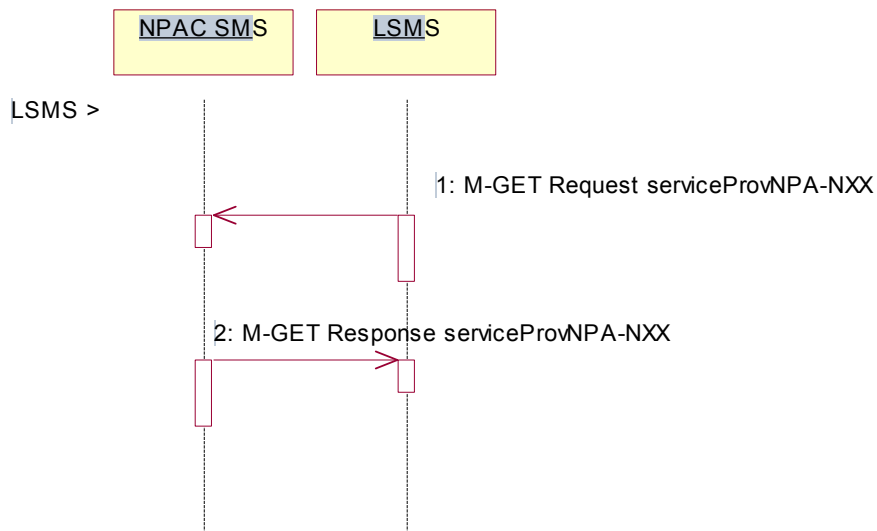 NPAC SMS
LSMS
LSMS >
1: M-GET Request serviceProvNPA-NXX
2: M-GET Response serviceProvNPA-NXX